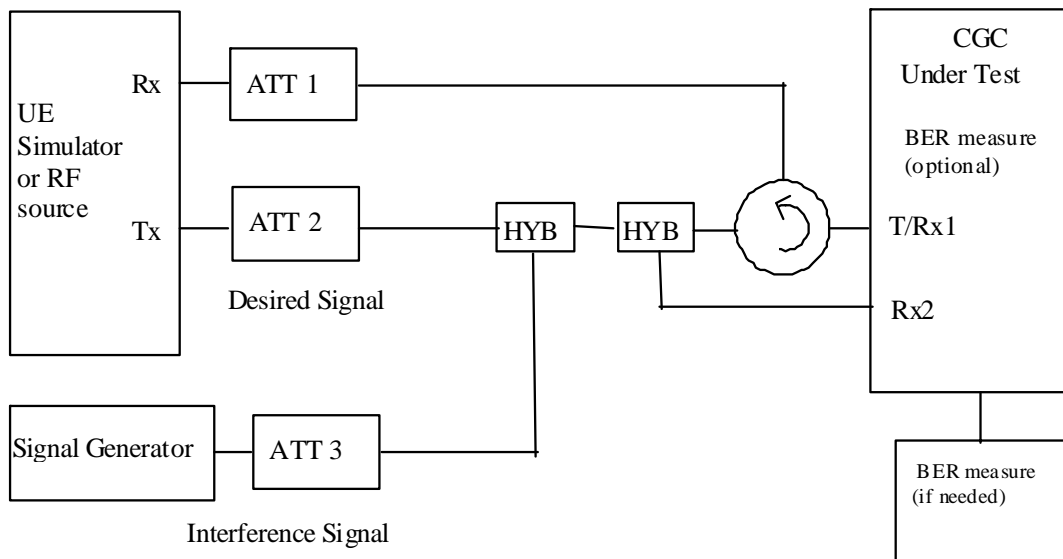 UE
Simulator
or RF
source
Rx
Tx
ATT 1
ATT 2
Desired Signal
HYB
HYB
CGC
Under Test
BER measure
(optional)
T/Rx1
Rx2
Signal Generator
ATT 3
Interference Signal
BER measure
(if needed)